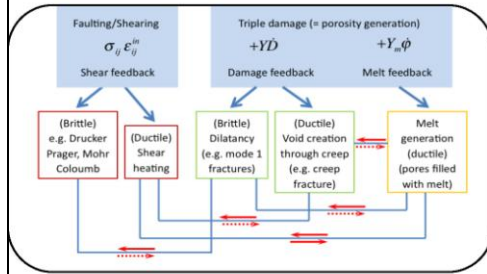 Faulting/Shearing
Triple damage (= porosity generation)
σij εij^in
+YḊ
+Ymφ̇
Shear feedback
Damage feedback
Melt feedback
(Brittle)
e.g. Drucker
Prager, Mohr
Coloumb
(Ductile)
Shear
heating
(Brittle)
Dilatancy
(e.g. mode 1
fractures)
(Ductile)
Void creation
through creep
(e.g. creep
fracture)
Melt
generation
(ductile)
(pores filled
with melt)